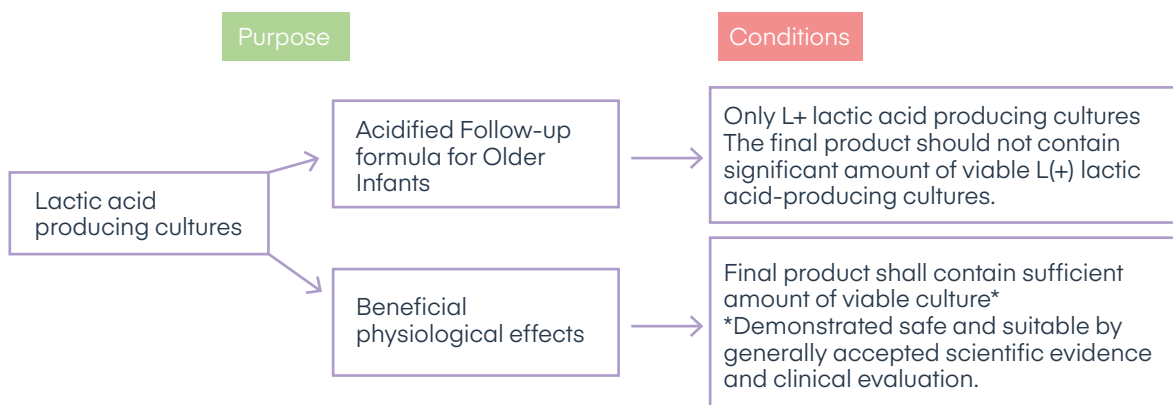 Purpose
Conditions
Lactic acid
producing cultures
Acidified Follow-up
formula for Older
Infants
Only L+ lactic acid producing cultures
The final product should not contain
significant amount of viable L(+) lactic
acid-producing cultures.
Beneficial
physiological effects
Final product shall contain sufficient
amount of viable culture*
*Demonstrated safe and suitable by
generally accepted scientific evidence
and clinical evaluation.